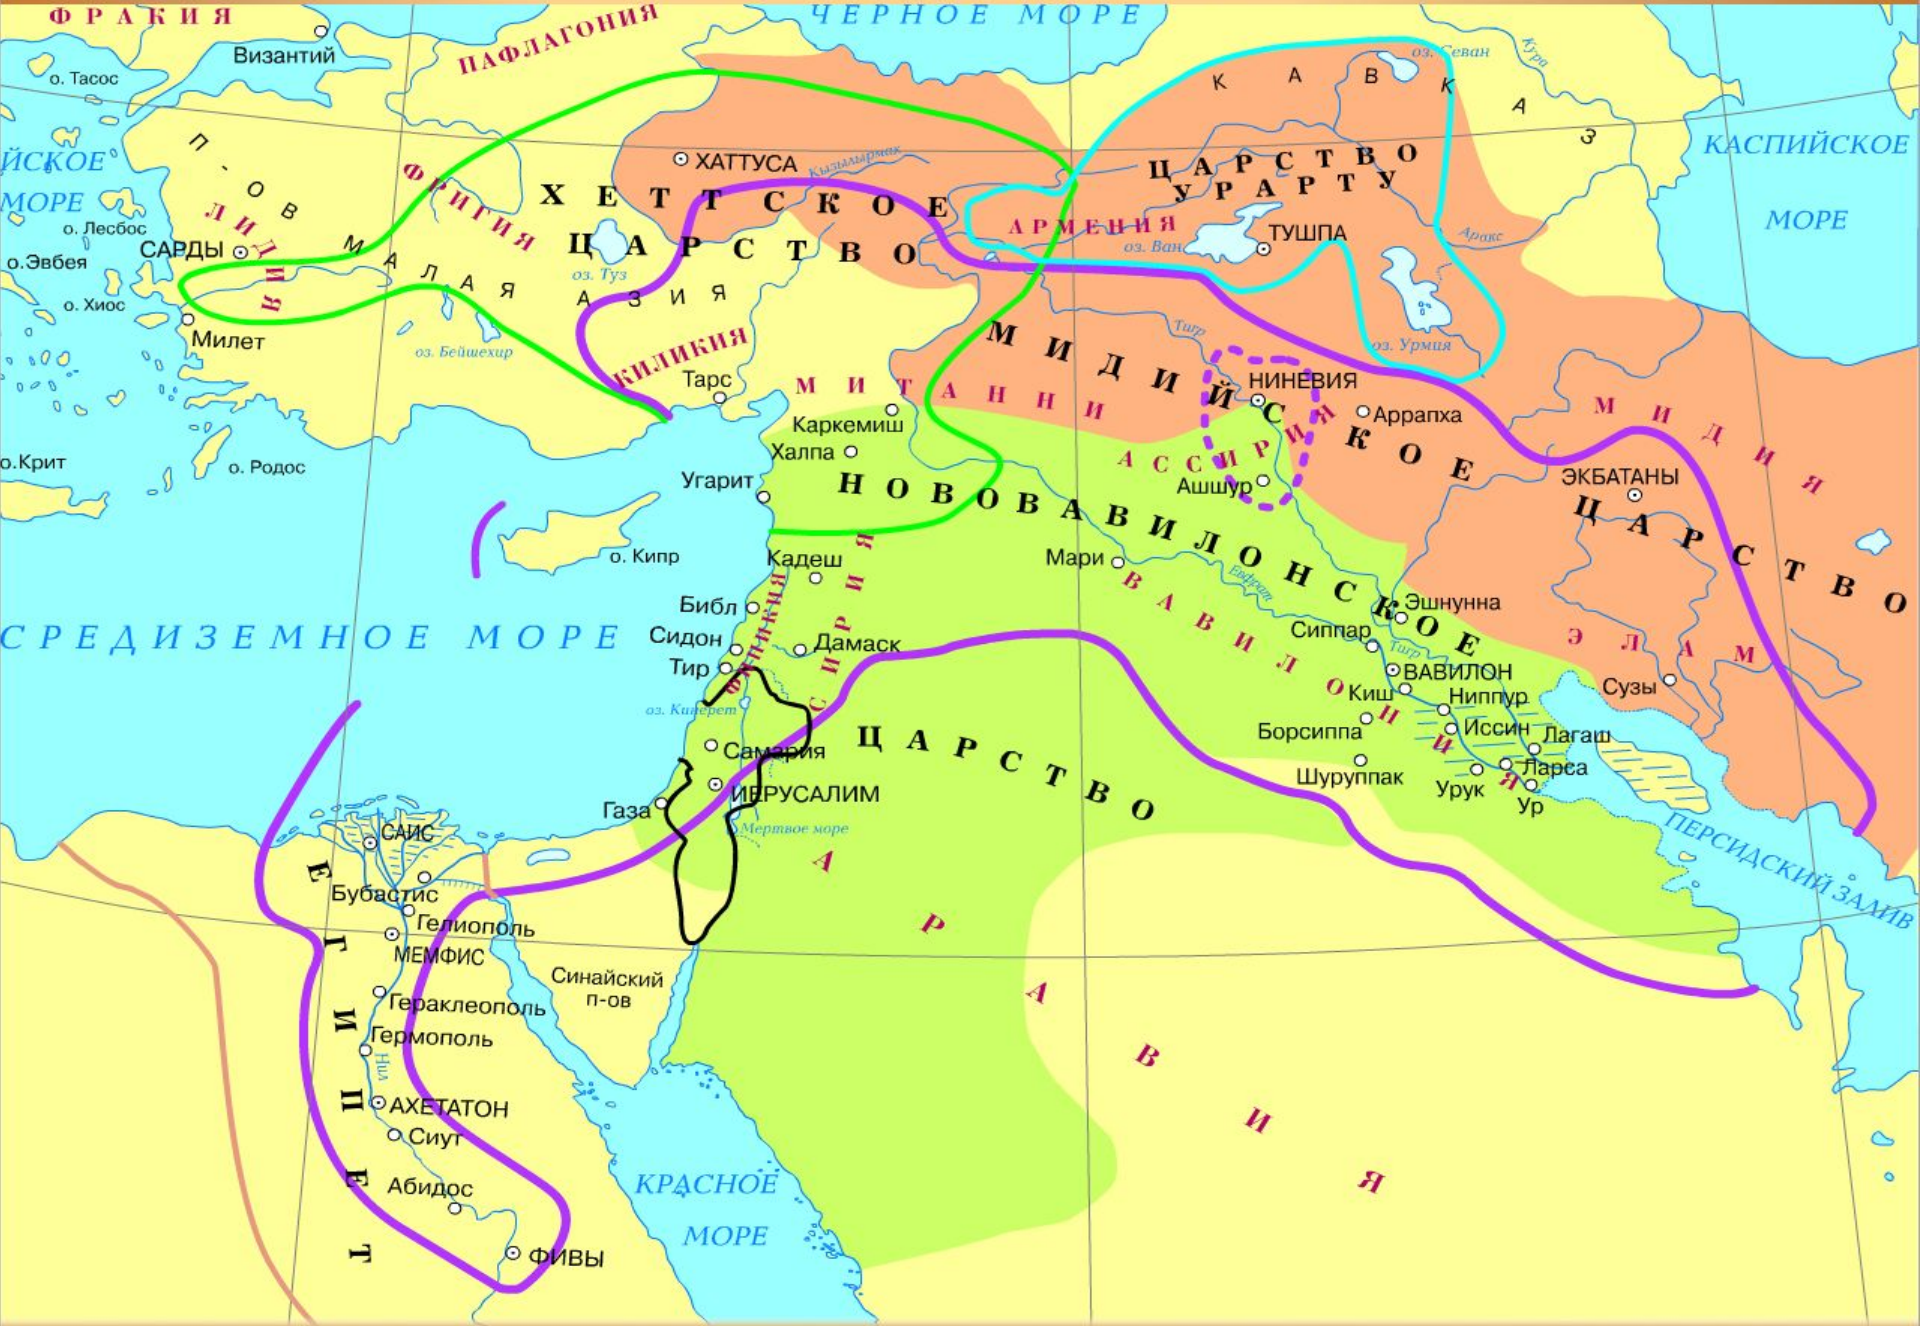 ФРАКИЯ
ЧЕРНОЕ МОРЕ
ПАФЛАГОНИЯ
Византий
оз. Севан
Кура
о. Тасос
КАВКАЗ
ЙСКОЕ
МОРЕ
КАСПИЙСКОЕ
МОРЕ
П-ОВ
МАЛАЯ АЗИЯ
ФРИГИЯ
ХАТТУСА
Кызылырмак
ХЕТТСКОЕ
ЦАРСТВО
ЦАРСТВО
УРАРТУ
АРМЕНИЯ
оз. Ван
ТУШПА
Аракс
ЛИДИЯ
о. Лесбос
САРДЫ
о.Эвбея
о. Хиос
оз. Туз
Милет
оз. Бейшехир
КИЛИКИЯ
Тарс
Тигр
оз. Урмия
МИДИЙСКОЕ
ЦАРСТВО
МИТАННИ
НИНЕВИЯ
Аррапха
МИДИЯ
Каркемиш
Халпа
АССИРИЯ
Ашшур
ЭКБАТАНЫ
о.Крит
о. Родос
Угарит
НОВОВАВИЛОНСКОЕ
ЦАРСТВО
о. Кипр
Кадеш
Мари
Евфрат
ВАВИЛОНИЯ
Библ
ФИНИКИЯ
СИРИЯ
Эшнунна
СРЕДИЗЕМНОЕ МОРЕ
Сидон
Дамаск
Сиппар
Тигр
ЭЛАМ
Тир
ВАВИЛОН
Киш
Ниппур
Сузы
оз. Кинерет
Борсиппа
Иссин
Лагаш
Самария
Шуруппак
Ларса
Урук
Ур
ИЕРУСАЛИМ
Газа
Мертвое море
ПЕРСИДСКИЙ ЗАЛИВ
САИС
ЕГИПЕТ
Бубастис
Гелиополь
МЕМФИС
АРАВИЯ
Синайский
п-ов
Гераклеополь
Гермополь
Нил
АХЕТАТОН
Сиут
Абидос
КРАСНОЕ
МОРЕ
ФИВЫ